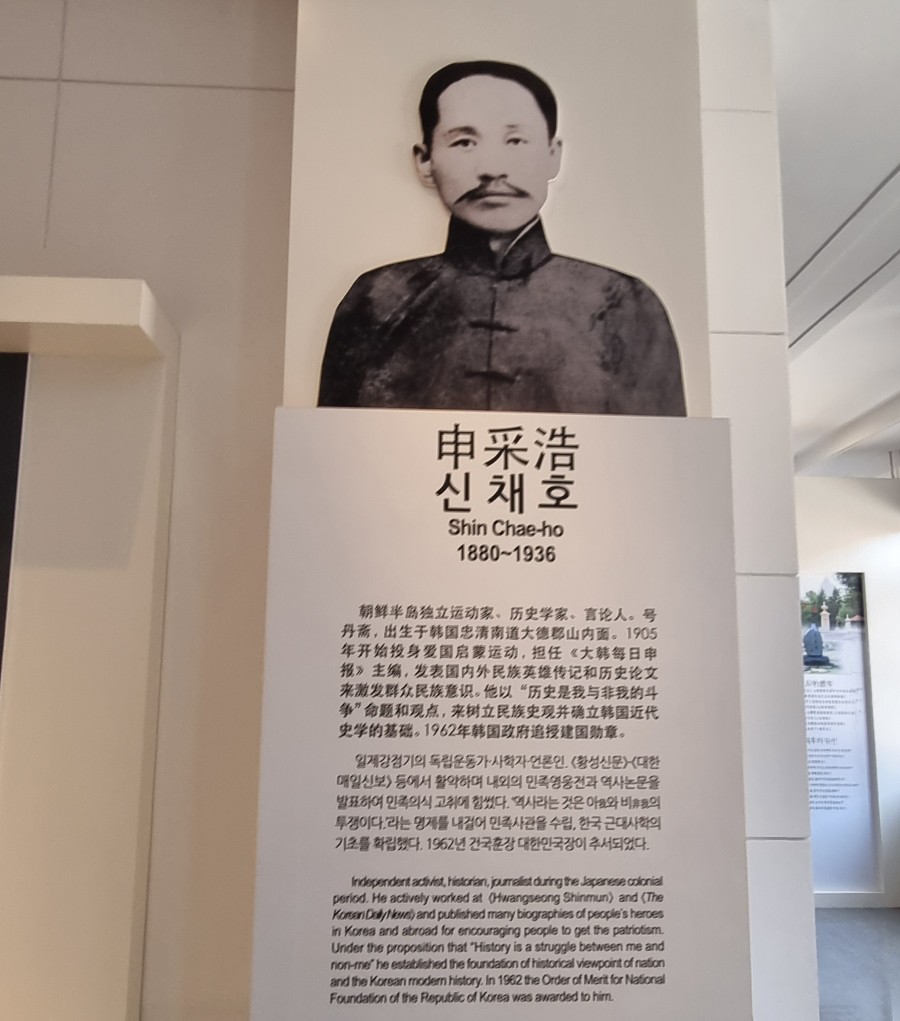 申采浩
신채호
Shin Chae-ho
1880~1936
朝鲜半岛独立运动家、历史学家、言论人。号
丹斋，出生于韩国忠清南道大德郡山内面。1905
年开始投身爱国启蒙运动，担任《大韩每日申
报》主编，发表国内外民族英雄传记和历史论文
来激发群众民族意识。他以“历史是我与非我的斗
争”命题和观点，来树立民族史观并确立韩国近代
史学的基础。1962年韩国政府追授建国勋章。
일제강점기의 독립운동가·사학자·언론인. 《황성신문》·《대한
매일신보》 등에서 활약하며 내외의 민족영웅전과 역사논문을
발표하여 민족의식 고취에 힘썼다. '역사라는 것은 아我와 비非我의
투쟁이다.'라는 명제를 내걸어 민족사관을 수립, 한국 근대사학의
기초를 확립했다. 1962년 건국훈장 대한민국장이 추서되었다.
Independent activist, historian, journalist during the Japanese colonial
period. He actively worked at 《Hwangseong Shinmun》 and 《The
Korean Daily News》 and published many biographies of people's heroes
in Korea and abroad for encouraging people to get the patriotism.
Under the proposition that "History is a struggle between me and
non-me" he established the foundation of historical viewpoint of nation
and the Korean modern history. In 1962 the Order of Merit for National
Foundation of the Republic of Korea was awarded to him.